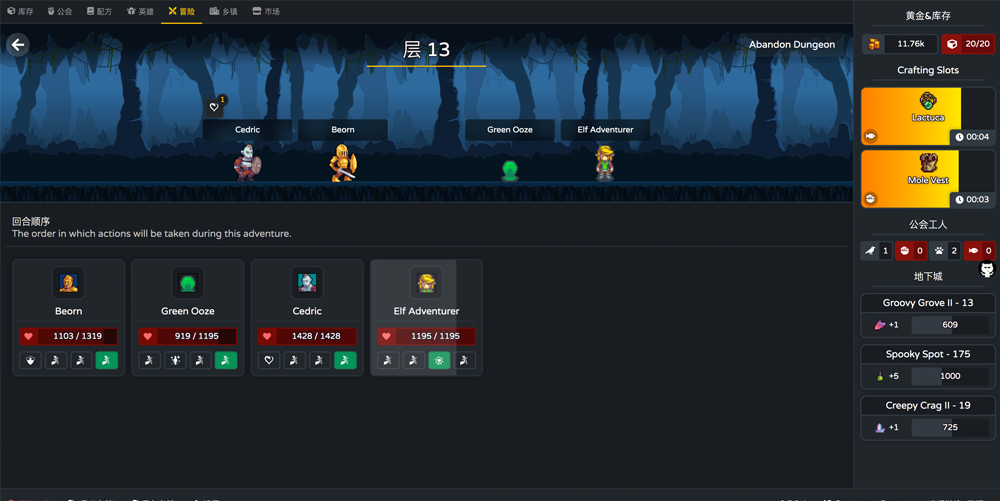 库存 公会 配方 英雄 冒险 乡镇 市场
层 13
Abandon Dungeon
1
Cedric
Beorn
Green Ooze
Elf Adventurer
回合顺序
The order in which actions will be taken during this adventure.
Beorn
1103 / 1319
Green Ooze
919 / 1195
Cedric
1428 / 1428
Elf Adventurer
1195 / 1195
黄金&库存
11.76k
20/20
Crafting Slots
Lactuca
00:04
Mole Vest
00:03
公会工人
1
0
2
0
地下城
Groovy Grove II - 13
+1
609
Spooky Spot - 175
+5
1000
Creepy Crag II - 19
+1
725